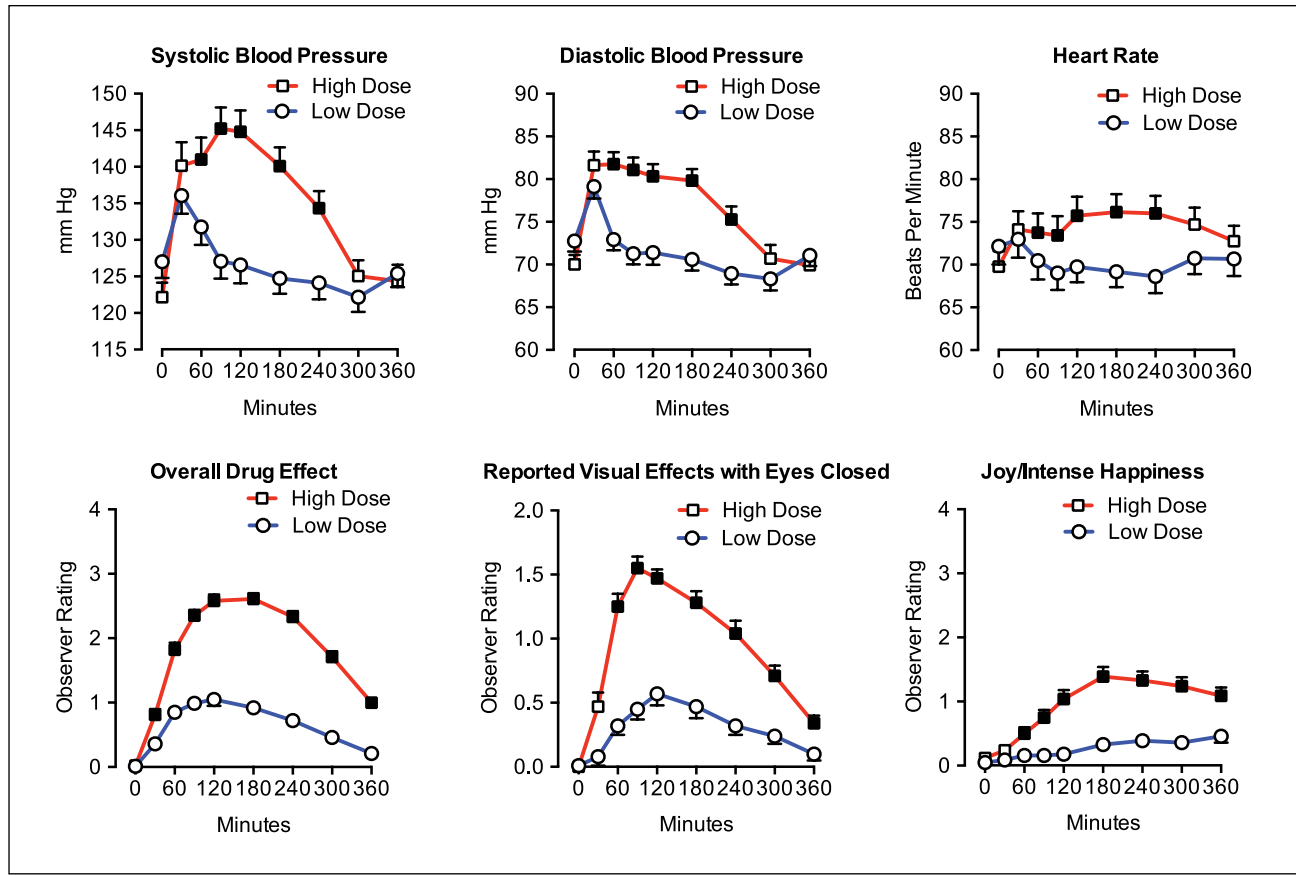 Systolic Blood Pressure
High Dose
Low Dose
mm Hg
150
145
140
135
130
125
120
115
0 60 120 180 240 300 360
Minutes
Diastolic Blood Pressure
High Dose
Low Dose
mm Hg
90
85
80
75
70
65
60
0 60 120 180 240 300 360
Minutes
Heart Rate
High Dose
Low Dose
Beats Per Minute
90
85
80
75
70
65
60
0 60 120 180 240 300 360
Minutes
Overall Drug Effect
High Dose
Low Dose
Observer Rating
4
3
2
1
0
0 60 120 180 240 300 360
Minutes
Reported Visual Effects with Eyes Closed
High Dose
Low Dose
Observer Rating
2.0
1.5
1.0
0.5
0.0
0 60 120 180 240 300 360
Minutes
Joy/Intense Happiness
High Dose
Low Dose
Observer Rating
4
3
2
1
0
0 60 120 180 240 300 360
Minutes